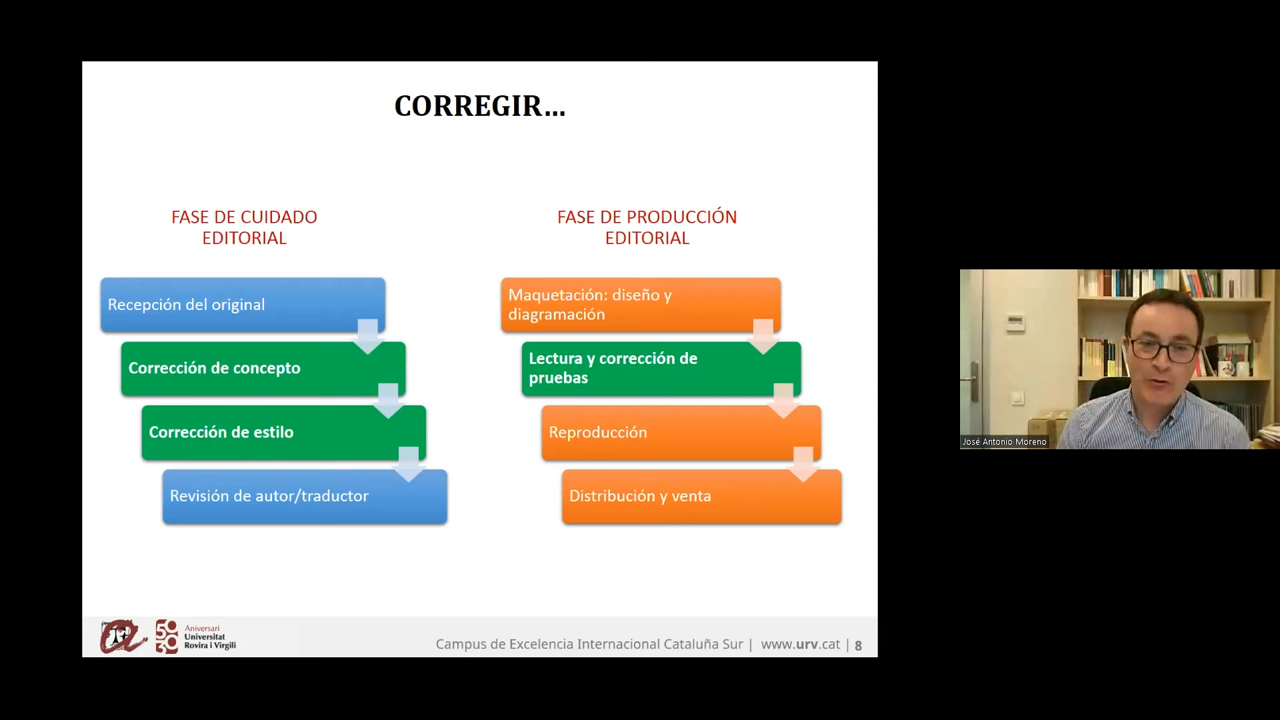 CORREGIR...
FASE DE CUIDADO
EDITORIAL
Recepción del original
Corrección de concepto
Corrección de estilo
Revisión de autor/traductor
FASE DE PRODUCCIÓN
EDITORIAL
Maquetación: diseño y
diagramación
Lectura y corrección de
pruebas
Reproducción
Distribución y venta
Aniversari
Universitat
Rovira i Virgili
Campus de Excelencia Internacional Cataluña Sur | www.urv.cat | 8
José Antonio Moreno